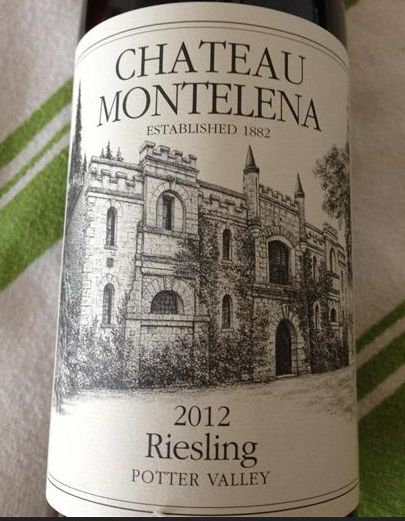 CHATEAU
MONTELENA
ESTABLISHED 1882
2012
Riesling
POTTER VALLEY